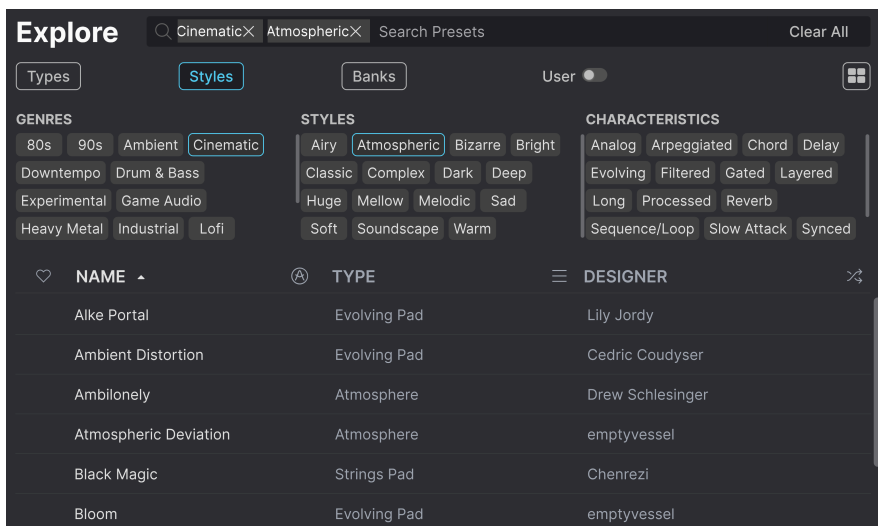 Explore Cinematic Atmospheric Search Presets Clear All
Types Styles Banks User
GENRES STYLES CHARACTERISTICS
80s 90s Ambient Cinematic Airy Atmospheric Bizarre Bright Analog Arpeggiated Chord Delay
Downtempo Drum & Bass Classic Complex Dark Deep Evolving Filtered Gated Layered
Experimental Game Audio Huge Mellow Melodic Sad Long Processed Reverb
Heavy Metal Industrial Lofi Soft Soundscape Warm Sequence/Loop Slow Attack Synced
NAME TYPE DESIGNER
Alke Portal Evolving Pad Lily Jordy
Ambient Distortion Evolving Pad Cedric Coudyser
Ambilonely Atmosphere Drew Schlesinger
Atmospheric Deviation Atmosphere emptyvessel
Black Magic Strings Pad Chenrezi
Bloom Evolving Pad emptyvessel